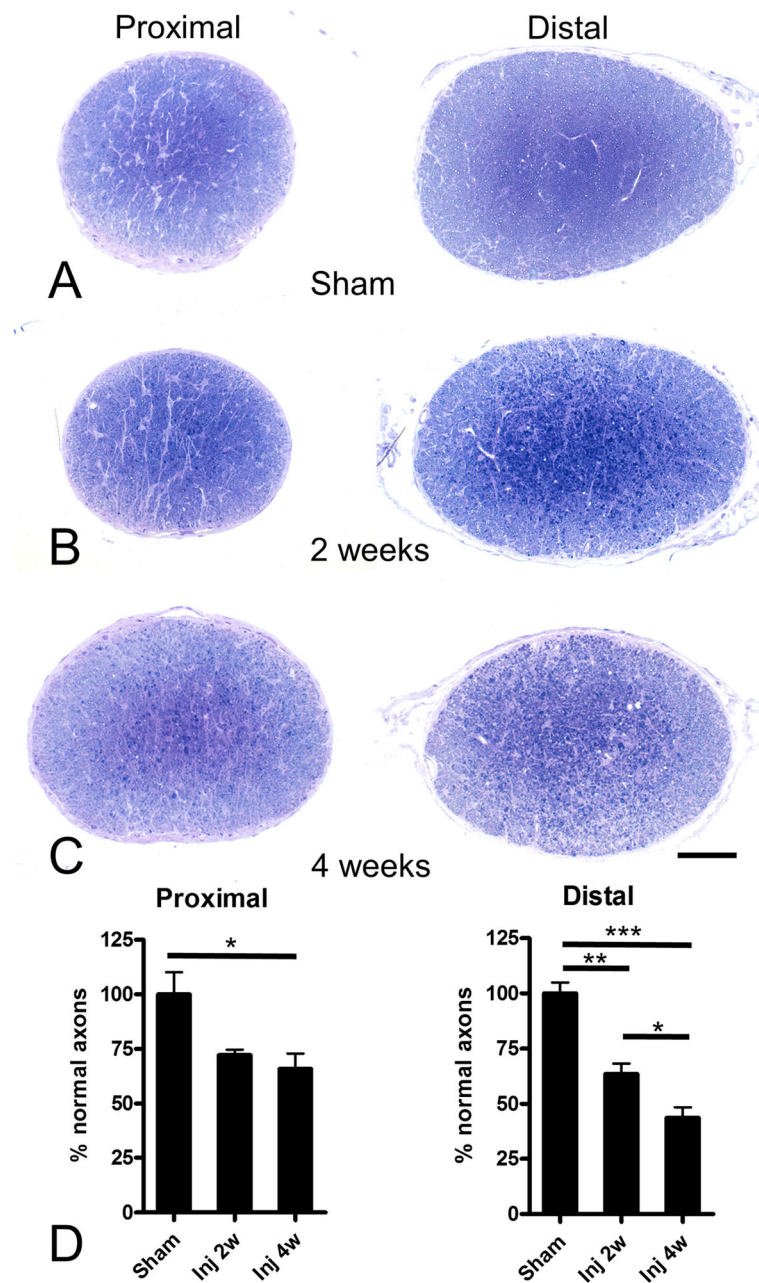 Proximal Distal
A Sham
B 2 weeks
C 4 weeks
Proximal
% normal axons
125
100
75
50
25
0
*
Sham Inj 2w Inj 4w
Distal
% normal axons
125
100
75
50
25
0
***
**
*
Sham Inj 2w Inj 4w
D